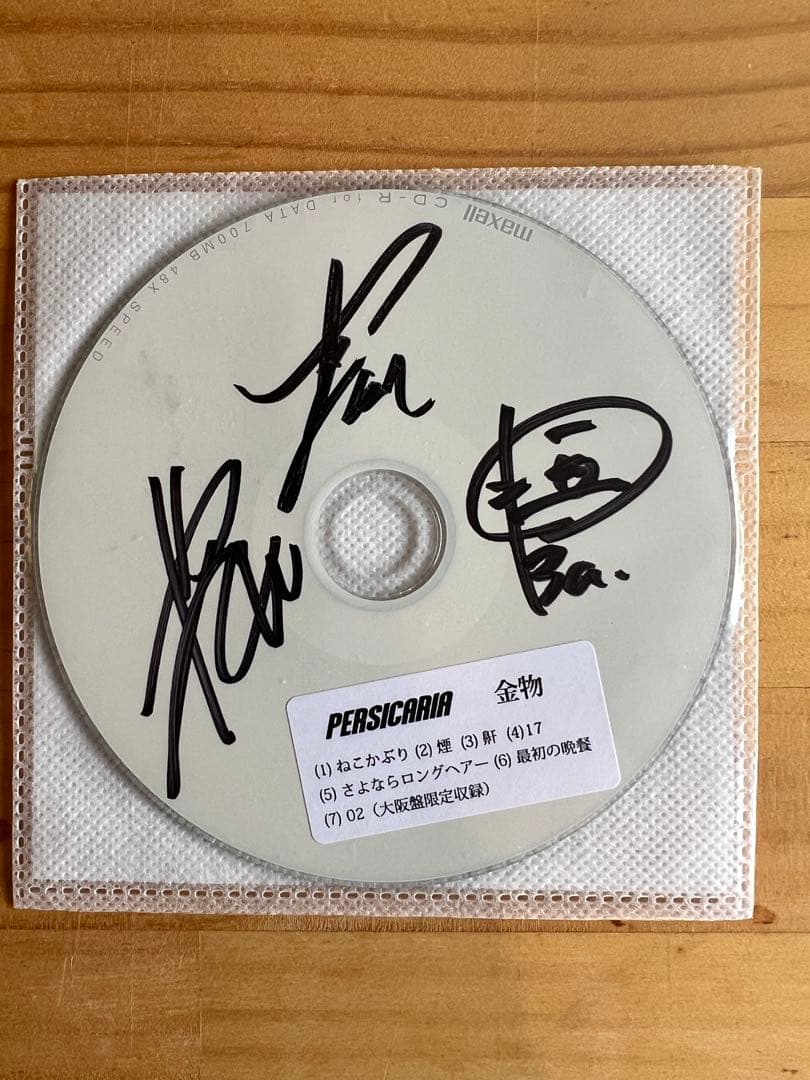 maxell
CD-R for DATA 700MB 48X SPEED
Ba.
PERSICARIA 金物
(1) ねこかぶり (2) 煙 (3) 鼾 (4)17
(5) さよならロングヘアー (6) 最初の晩餐
(7) 02（大阪盤限定収録）